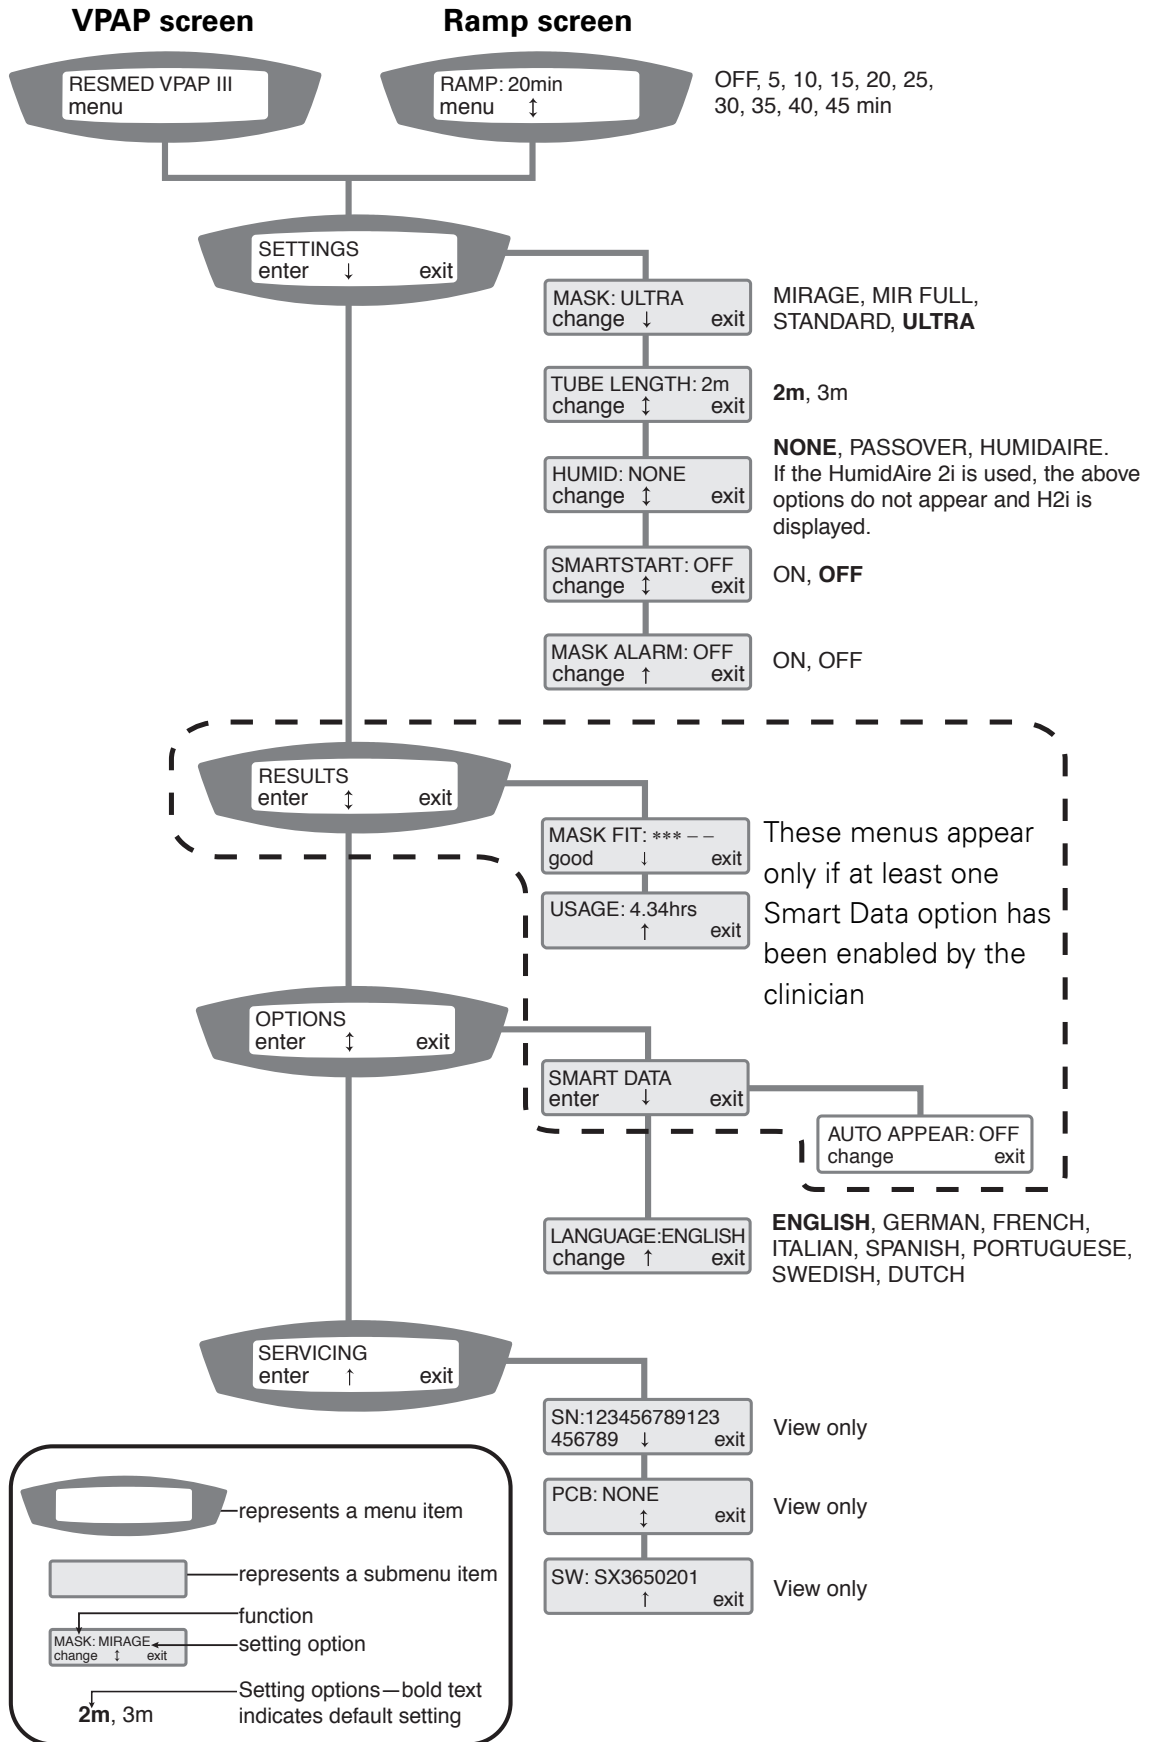 VPAP screen
Ramp screen
RESMED VPAP III
menu
RAMP: 20min
menu ↕
OFF, 5, 10, 15, 20, 25,
30, 35, 40, 45 min
SETTINGS
enter ↓ exit
MASK: ULTRA
change ↓ exit
MIRAGE, MIR FULL,
STANDARD, ULTRA
TUBE LENGTH: 2m
change ↕ exit
2m, 3m
HUMID: NONE
change ↕ exit
NONE, PASSOVER, HUMIDAIRE.
If the HumidAire 2i is used, the above
options do not appear and H2i is
displayed.
SMARTSTART: OFF
change ↕ exit
ON, OFF
MASK ALARM: OFF
change ↑ exit
ON, OFF
RESULTS
enter ↕ exit
MASK FIT: *** – –
good ↓ exit
USAGE: 4.34hrs
↑ exit
These menus appear
only if at least one
Smart Data option has
been enabled by the
clinician
OPTIONS
enter ↕ exit
SMART DATA
enter ↓ exit
AUTO APPEAR: OFF
change exit
LANGUAGE:ENGLISH
change ↑ exit
ENGLISH, GERMAN, FRENCH,
ITALIAN, SPANISH, PORTUGUESE,
SWEDISH, DUTCH
SERVICING
enter ↑ exit
SN:123456789123
456789 ↓ exit
View only
PCB: NONE
↕ exit
View only
SW: SX3650201
↑ exit
View only
represents a menu item
represents a submenu item
function
MASK: MIRAGE
change ↕ exit
setting option
2m, 3m
Setting options—bold text
indicates default setting